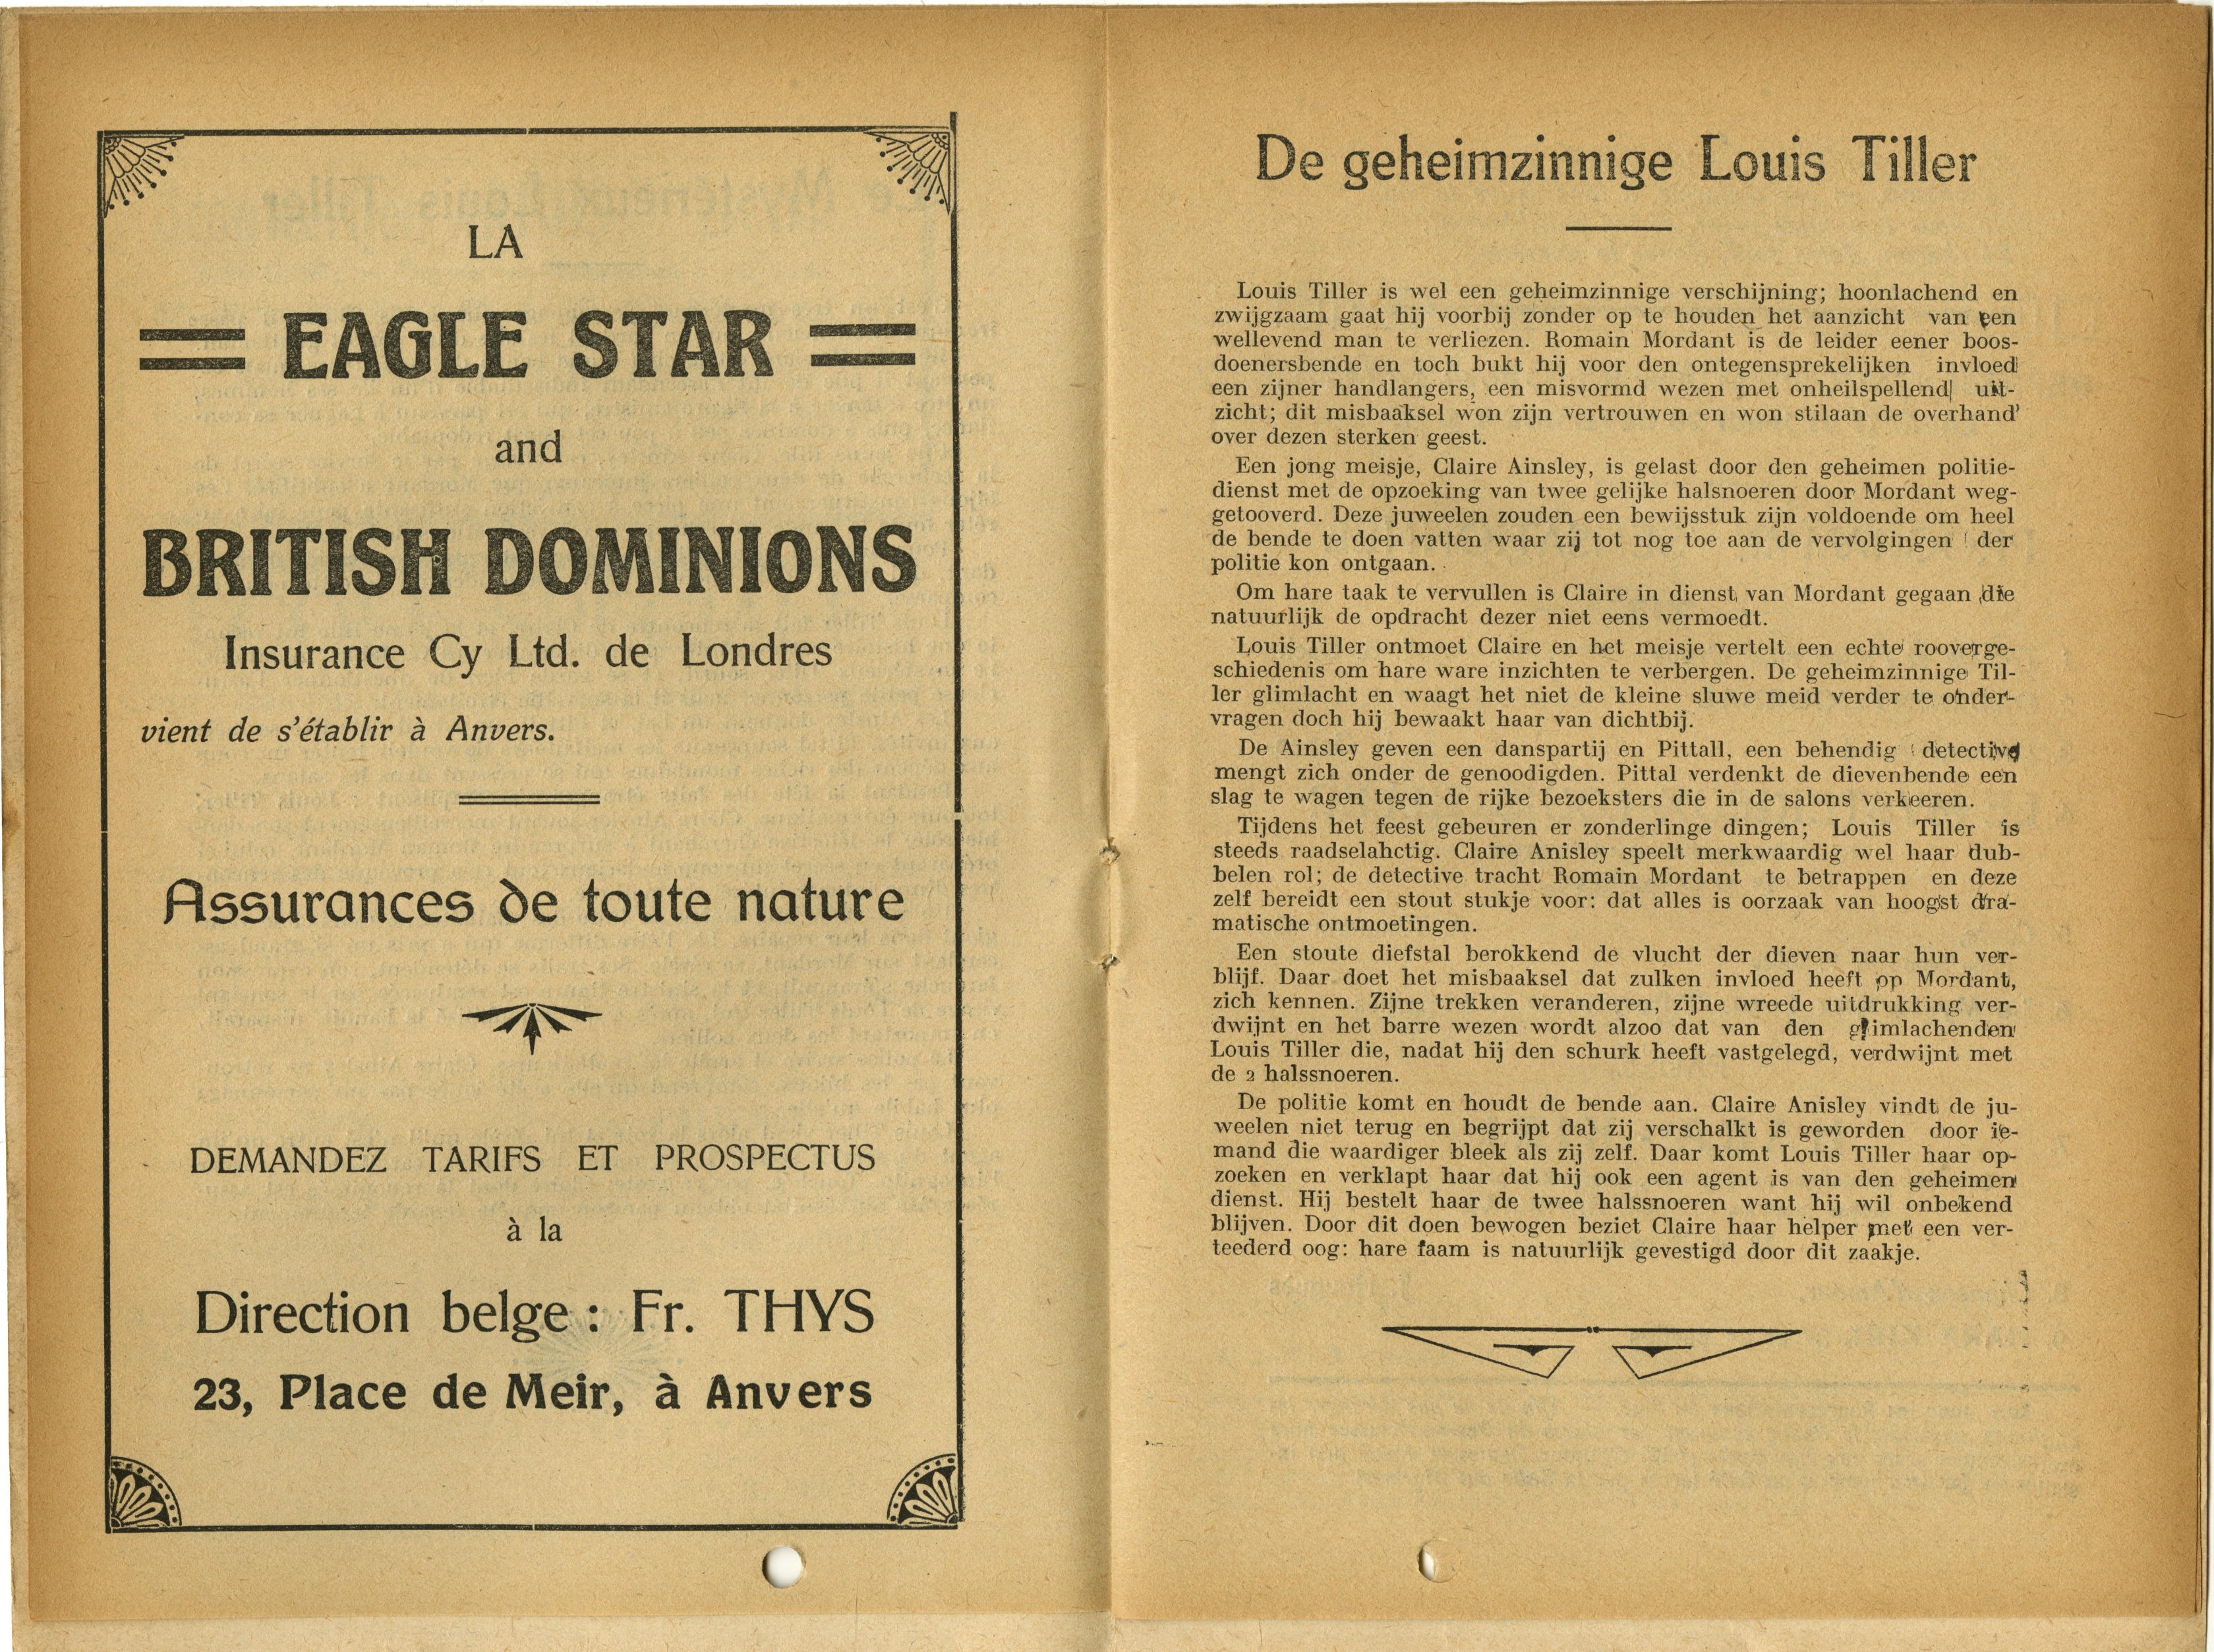 LA
EAGLE STAR
and
BRITISH DOMINIONS
Insurance Cy Ltd. de Londres
vient de s'établir à Anvers.
Assurances de toute nature
DEMANDEZ TARIFS ET PROSPECTUS
à la
Direction belge : Fr. THYS
23, Place de Meir, à Anvers
De geheimzinnige Louis Tiller
Louis Tiller is wel een geheimzinnige verschijning; hoonlachend en
zwijgzaam gaat hij voorbij zonder op te houden het aanzicht van een
wellevend man te verliezen. Romain Mordant is de leider eener boos-
doenersbende en toch bukt hij voor den ontegensprekelijken invloed
een zijner handlangers, een misvormd wezen met onheilspellend uit-
zicht; dit misbaaksel won zijn vertrouwen en won stilaan de overhand
over dezen sterken geest.
Een jong meisje, Claire Ainsley, is gelast door den geheimen politie-
dienst met de opzoeking van twee gelijke halsnoeren door Mordant weg-
getooverd. Deze juweelen zouden een bewijsstuk zijn voldoende om heel
de bende te doen vatten waar zij tot nog toe aan de vervolgingen der
politie kon ontgaan.
Om hare taak te vervullen is Claire in dienst van Mordant gegaan die
natuurlijk de opdracht dezer niet eens vermoedt.
Louis Tiller ontmoet Claire en het meisje vertelt een echte rooverge-
schiedenis om hare ware inzichten te verbergen. De geheimzinnige Til-
ler glimlacht en waagt het niet de kleine sluwe meid verder te onder-
vragen doch hij bewaakt haar van dichtbij.
De Ainsley geven een danspartij en Pittall, een behendig detective
mengt zich onder de genoodigden. Pittal verdenkt de dievenbende een
slag te wagen tegen de rijke bezoeksters die in de salons verkeeren.
Tijdens het feest gebeuren er zonderlinge dingen; Louis Tiller is
steeds raadselahctig. Claire Anisley speelt merkwaardig wel haar dub-
belen rol; de detective tracht Romain Mordant te betrappen en deze
zelf bereidt een stout stukje voor: dat alles is oorzaak van hoogst dra-
matische ontmoetingen.
Een stoute diefstal berokkend de vlucht der dieven naar hun ver-
blijf. Daar doet het misbaaksel dat zulken invloed heeft op Mordant,
zich kennen. Zijne trekken veranderen, zijne wreede uitdrukking ver-
dwijnt en het barre wezen wordt alzoo dat van den glimlachenden
Louis Tiller die, nadat hij den schurk heeft vastgelegd, verdwijnt met
de 2 halssnoeren.
De politie komt en houdt de bende aan. Claire Anisley vindt de ju-
weelen niet terug en begrijpt dat zij verschalkt is geworden door ie-
mand die waardiger bleek als zij zelf. Daar komt Louis Tiller haar op-
zoeken en verklapt haar dat hij ook een agent is van den geheimen
dienst. Hij bestelt haar de twee halssnoeren want hij wil onbekend
blijven. Door dit doen bewogen beziet Claire haar helper met een ver-
teederd oog: hare faam is natuurlijk gevestigd door dit zaakje.